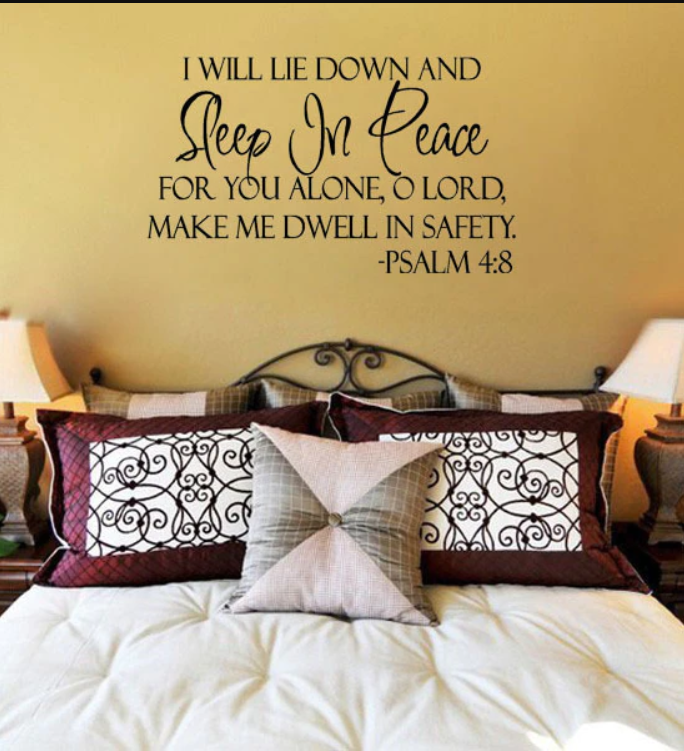 I WILL LIE DOWN AND
Sleep In Peace
FOR YOU ALONE, O LORD,
MAKE ME DWELL IN SAFETY.
-PSALM 4:8